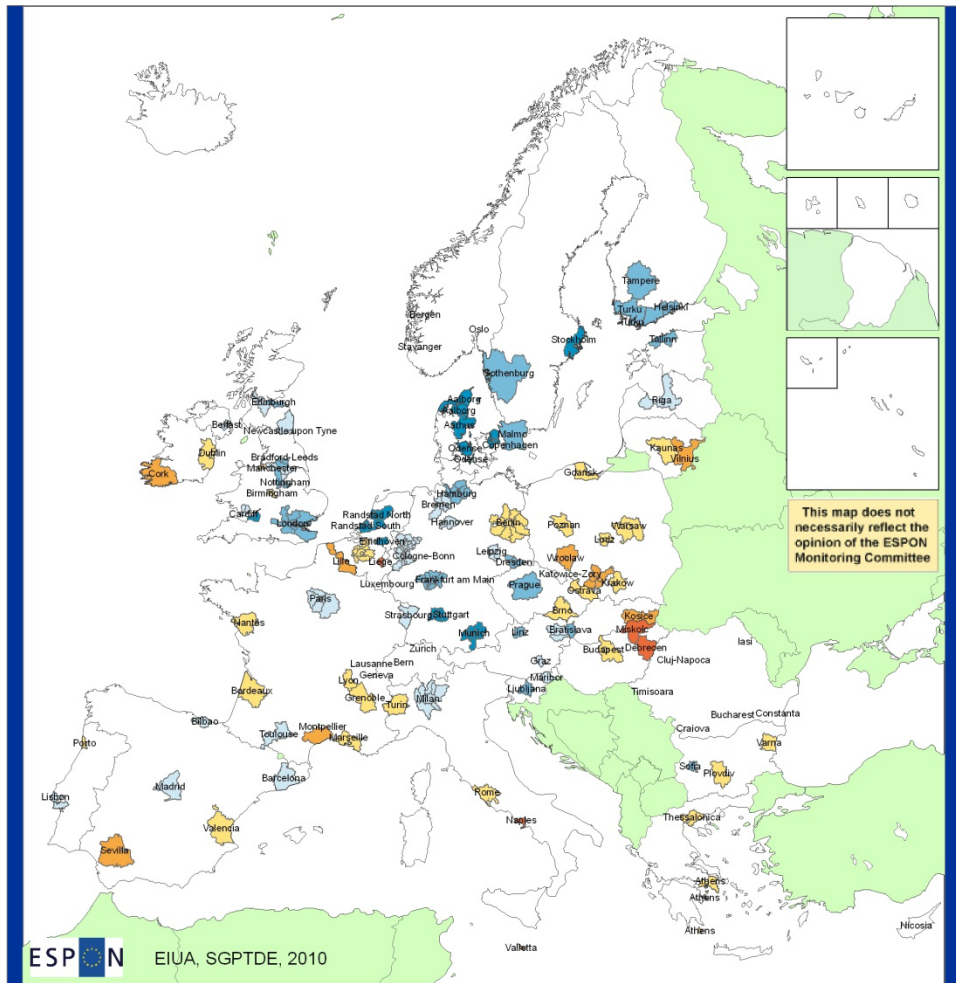 Tampere
Turku
Helsinki
Turku
Bergen
Oslo
Stavanger
Stockholm
Tallinn
Gothenburg
Riga
Aalborg
Aalborg
Aarhus
Edinburgh
Belfast
Newcastle upon Tyne
Malmo
Copenhagen
Odense
Odense
Kaunas
Vilnius
Dublin
Bradford-Leeds
Manchester
Cork
Nottingham
Birmingham
Gdansk
Hamburg
Bremen
Hannover
Cardiff
London
Randstad North
Randstad South
Berlin
Poznan
Warsaw
Lodz
This map does not
necessarily reflect the
opinion of the ESPON
Monitoring Committee
Eindhoven
Lille
Liege
Cologne-Bonn
Leipzig
Dresden
Wroclaw
Luxembourg
Frankfurt am Main
Prague
Katowice-Zory
Krakow
Ostrava
Paris
Strasbourg
Stuttgart
Brno
Kosice
Nantes
Munich
Linz
Bratislava
Miskolc
Budapest
Debrecen
Iasi
Zürich
Cluj-Napoca
Lausanne
Bern
Geneva
Graz
Maribor
Ljubljana
Timisoara
Lyon
Grenoble
Bordeaux
Turin
Milan
Bucharest
Constanta
Craiova
Bilbao
Toulouse
Montpellier
Marseille
Varna
Porto
Sofia
Plovdiv
Madrid
Barcelona
Rome
Lisbon
Naples
Thessalonica
Valencia
Sevilla
Athens
Athens
Athens
Nicosia
Valletta
ESPON
EIUA, SGPTDE, 2010